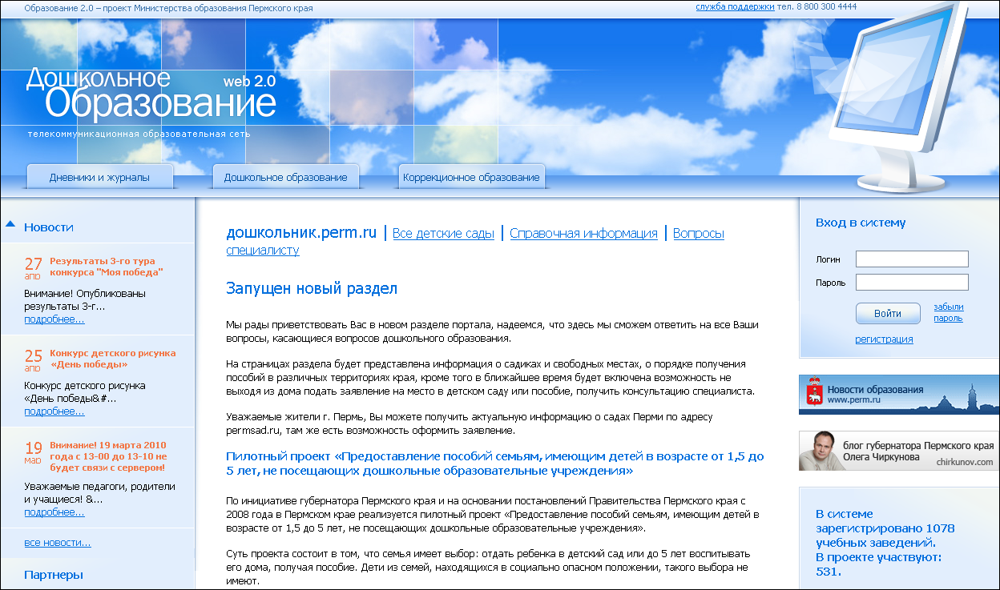 Образование 2.0 – проект Министерства образования Пермского края
служба поддержки тел. 8 800 300 4444
Дошкольное web 2.0
Образование
телекоммуникационная образовательная сеть
Дневники и журналы
Дошкольное образование
Коррекционное образование
Новости
27 апр
Результаты 3-го тура
конкурса "Моя победа"
Внимание! Опубликованы
результаты 3-г...
подробнее...
25 апр
Конкурс детского рисунка
«День победы»
Конкурс детского рисунка
«День победы&#...
подробнее...
19 мар
Внимание! 19 марта 2010
года с 13-00 до 13-10 не
будет связи с сервером!
Уважаемые педагоги, родители
и учащиеся! &...
подробнее...
все новости...
Партнеры
дошкольник.perm.ru | Все детские сады | Справочная информация | Вопросы
специалисту
Запущен новый раздел
Мы рады приветствовать Вас в новом разделе портала, надеемся, что здесь мы сможем ответить на все Ваши
вопросы, касающиеся вопросов дошкольного образования.
На страницах раздела будет представлена информация о садиках и свободных местах, о порядке получения
пособий в различных территориях края, кроме того в ближайшее время будет включена возможность не
выходя из дома подать заявление на место в детском саду или пособие, получить консультацию специалиста.
Уважаемые жители г. Пермь, Вы можете получить актуальную информацию о садах Перми по адресу
permsad.ru, там же есть возможность оформить заявление.
Пилотный проект «Предоставление пособий семьям, имеющим детей в возрасте от 1,5 до
5 лет, не посещающих дошкольные образовательные учреждения»
По инициативе губернатора Пермского края и на основании постановлений Правительства Пермского края с
2008 года в Пермском крае реализуется пилотный проект «Предоставление пособий семьям, имеющим детей в
возрасте от 1,5 до 5 лет, не посещающих дошкольные образовательные учреждения».
Суть проекта состоит в том, что семья имеет выбор: отдать ребенка в детский сад или до 5 лет воспитывать
его дома, получая пособие. Дети из семей, находящихся в социально опасном положении, такого выбора не
имеют.
Вход в систему
Логин
Пароль
Войти
забыли
пароль
регистрация
Новости образования
www.perm.ru
блог губернатора Пермского края
Олега Чиркунова
chirkunov.com
В системе
зарегистрировано 1078
учебных заведений.
В проекте участвуют:
531.